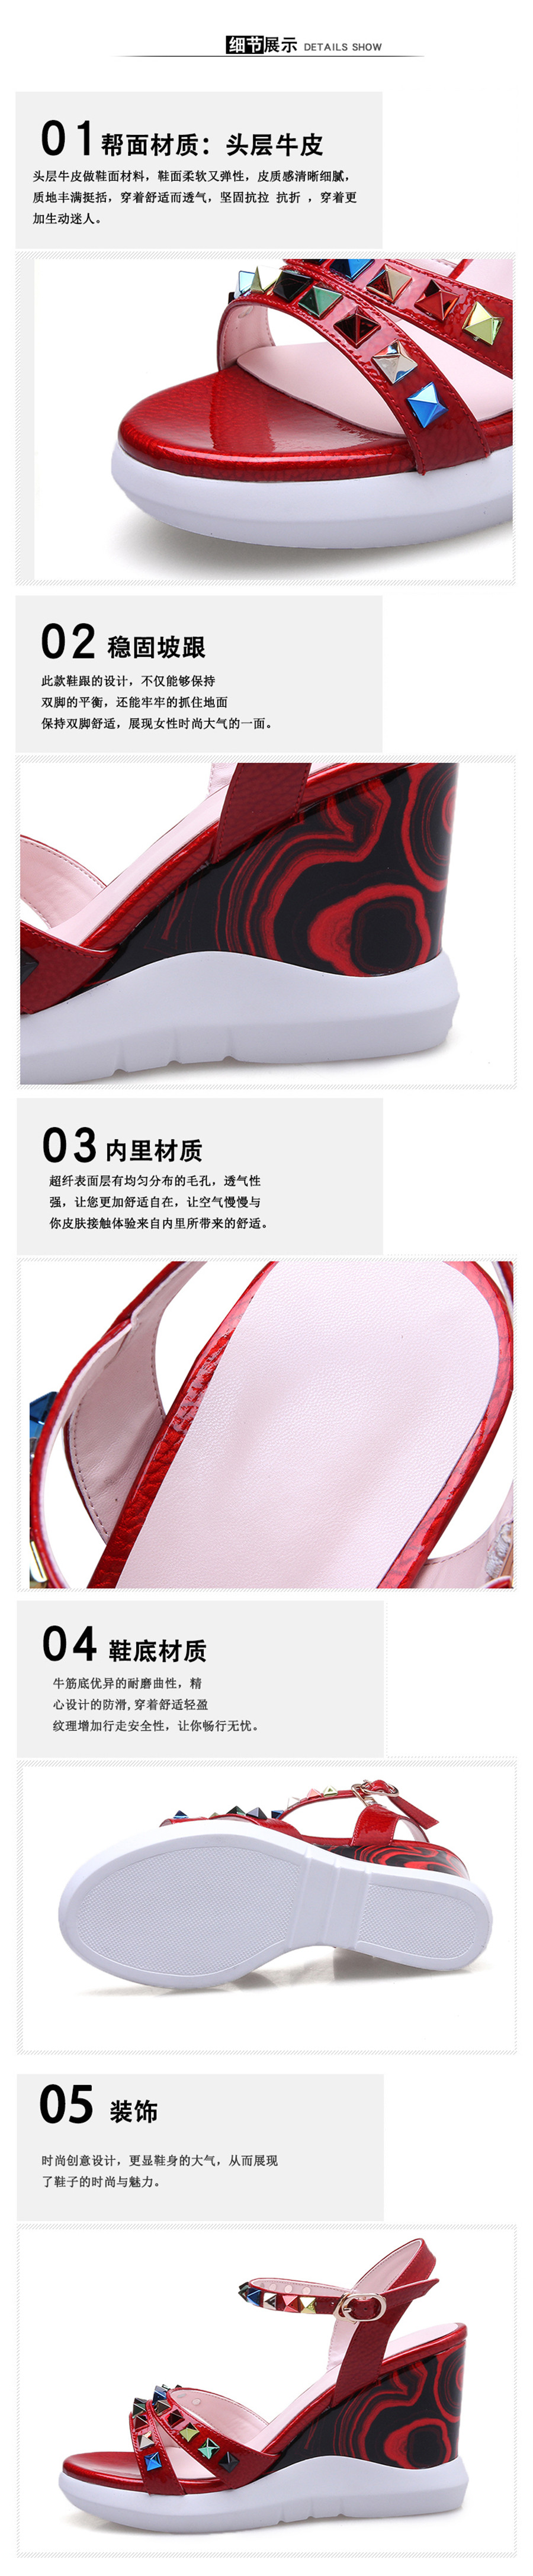 细节展示 DETAILS SHOW
01帮面材质：头层牛皮
头层牛皮做鞋面材料，鞋面柔软又弹性，皮质感清晰细腻，
质地丰满挺括，穿着舒适而透气，坚固抗拉 抗折 ，穿着更
加生动迷人。
02 稳固坡跟
此款鞋跟的设计，不仅能够保持
双脚的平衡，还能牢牢的抓住地面
保持双脚舒适，展现女性时尚大气的一面。
03 内里材质
超纤表面层有均匀分布的毛孔，透气性
强，让您更加舒适自在，让空气慢慢与
你皮肤接触体验来自内里所带来的舒适。
04 鞋底材质
牛筋底优异的耐磨曲性，精
心设计的防滑,穿着舒适轻盈
纹理增加行走安全性，让你畅行无忧。
05 装饰
时尚创意设计，更显鞋身的大气，从而展现
了鞋子的时尚与魅力。